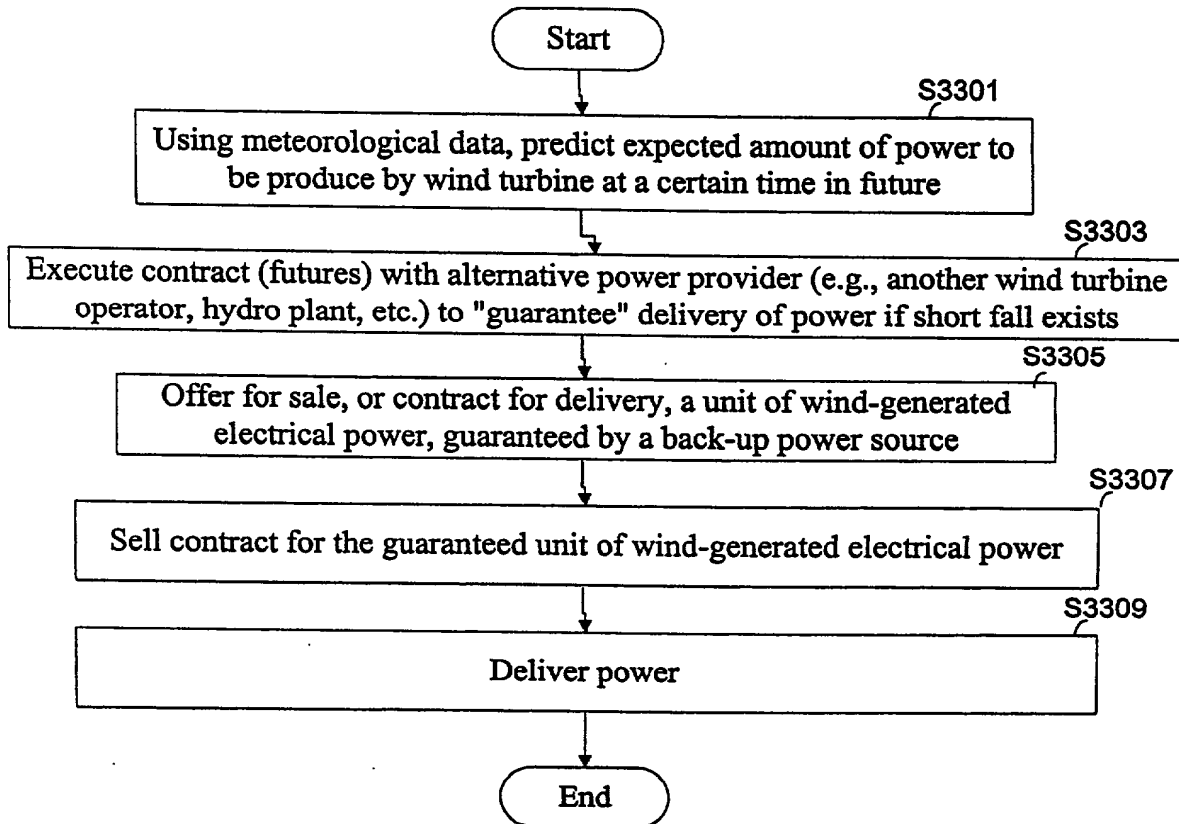 Start
S3301
Using meteorological data, predict expected amount of power to
be produce by wind turbine at a certain time in future
S3303
Execute contract (futures) with alternative power provider (e.g., another wind turbine
operator, hydro plant, etc.) to "guarantee" delivery of power if short fall exists
S3305
Offer for sale, or contract for delivery, a unit of wind-generated
electrical power, guaranteed by a back-up power source
S3307
Sell contract for the guaranteed unit of wind-generated electrical power
S3309
Deliver power
End